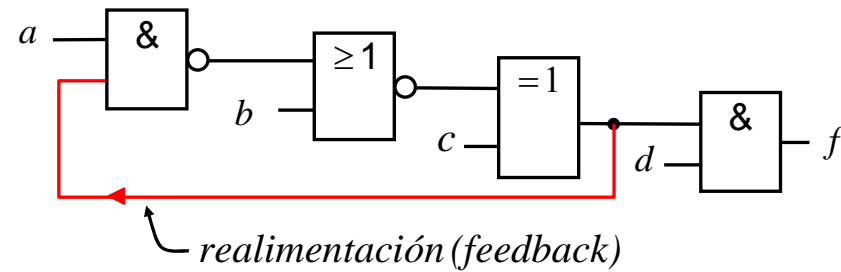 a
&
≥ 1
b
= 1
c
&
d
f
realimentación (feedback)